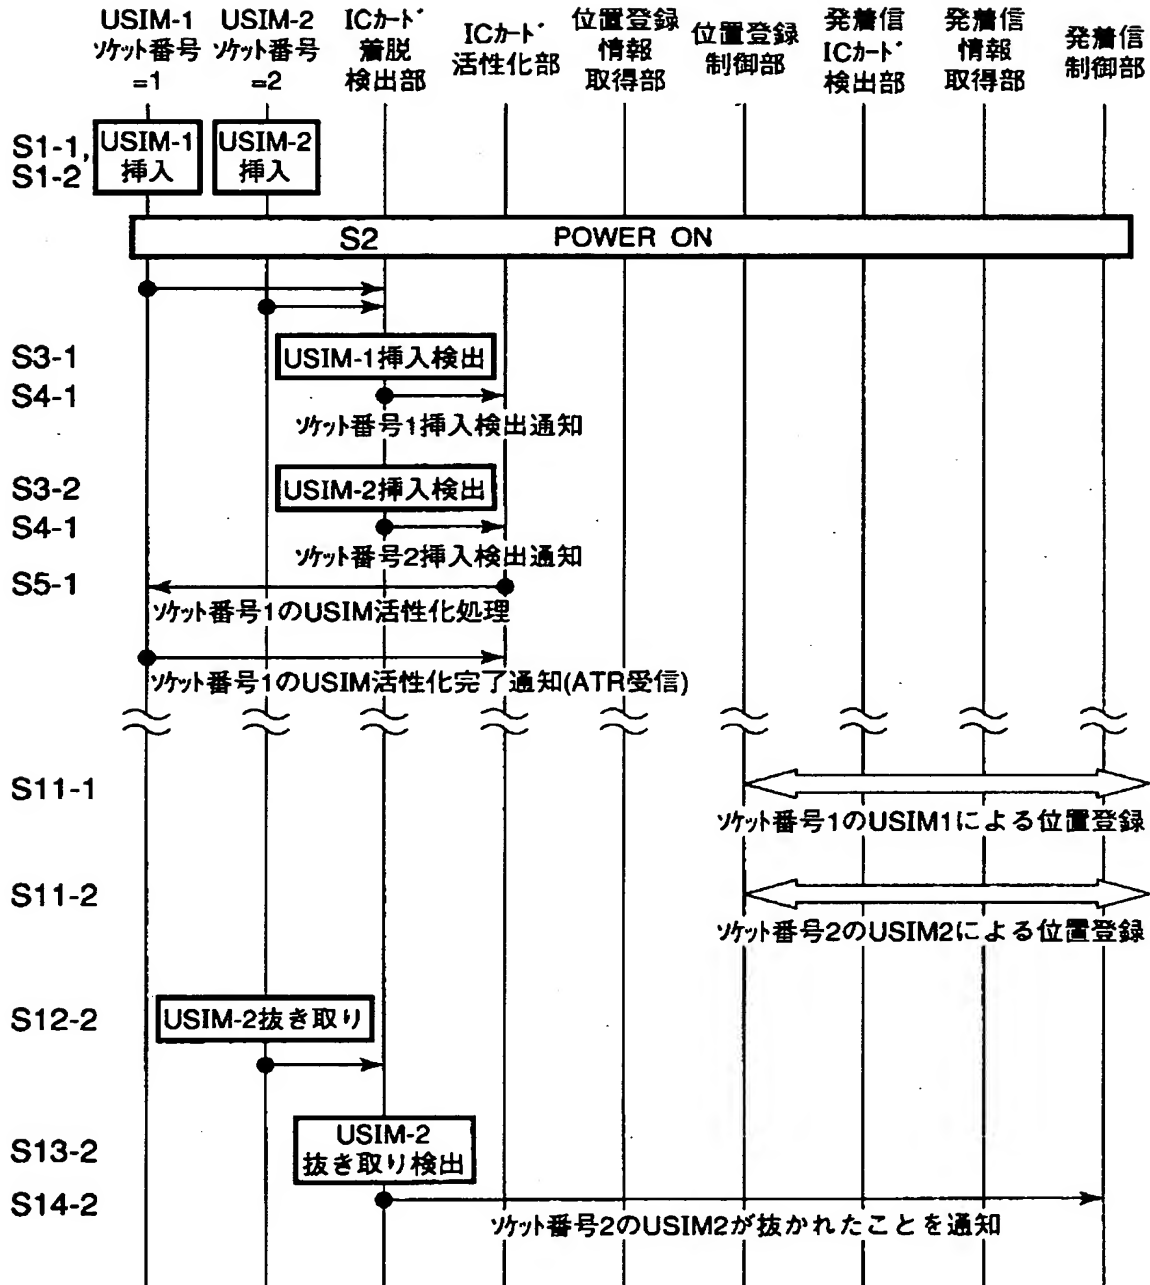 USIM-1
ソケット番号
=1
USIM-2
ソケット番号
=2
ICカード
着脱
検出部
ICカード
活性化部
位置登録
情報
取得部
位置登録
制御部
発着信
ICカード
検出部
発着信
情報
取得部
発着信
制御部
S1-1,
S1-2
USIM-1
挿入
USIM-2
挿入
S2 POWER ON
S3-1
USIM-1挿入検出
S4-1
ソケット番号1挿入検出通知
S3-2
USIM-2挿入検出
S4-1
ソケット番号2挿入検出通知
S5-1
ソケット番号1のUSIM活性化処理
ソケット番号1のUSIM活性化完了通知(ATR受信)
S11-1
ソケット番号1のUSIM1による位置登録
S11-2
ソケット番号2のUSIM2による位置登録
S12-2
USIM-2抜き取り
S13-2
USIM-2
抜き取り検出
S14-2
ソケット番号2のUSIM2が抜かれたことを通知